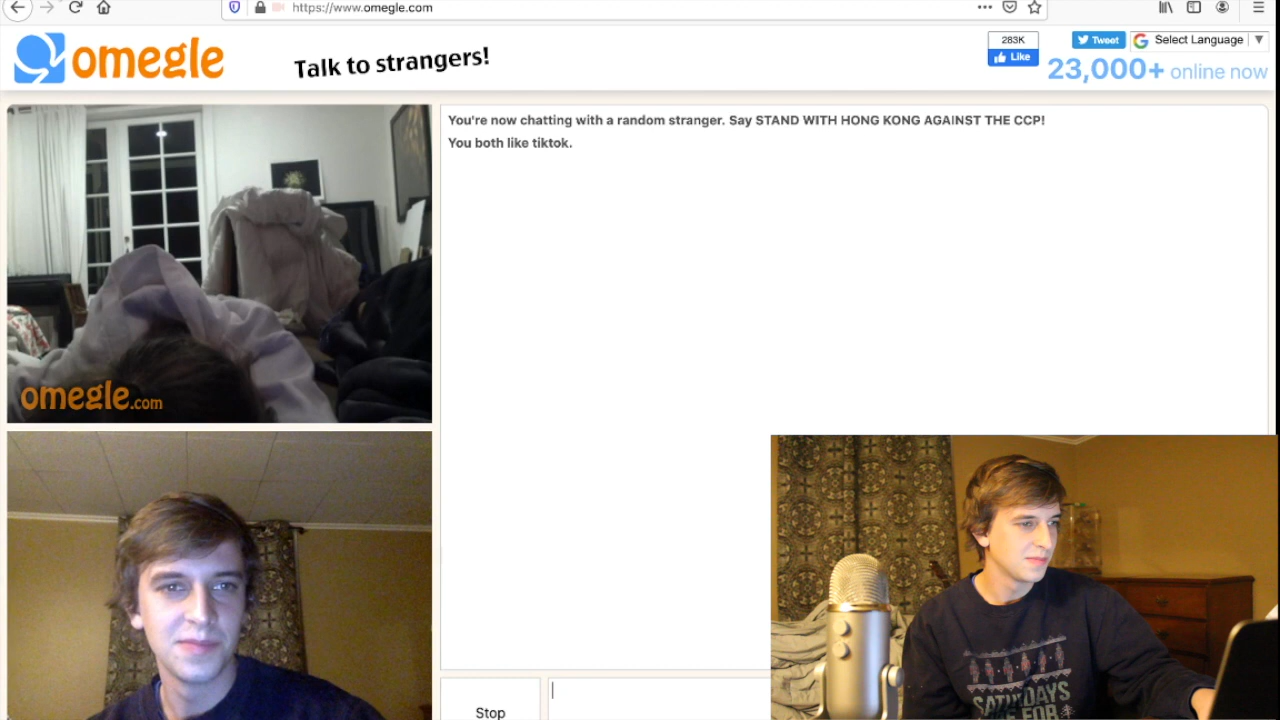 https://www.omegle.com
omegle
Talk to strangers!
283K
Like
Tweet
Select Language
23,000+ online now
You're now chatting with a random stranger. Say STAND WITH HONG KONG AGAINST THE CCP!
You both like tiktok.
omegle.com
Stop
SATURDAYS
ARE FOR